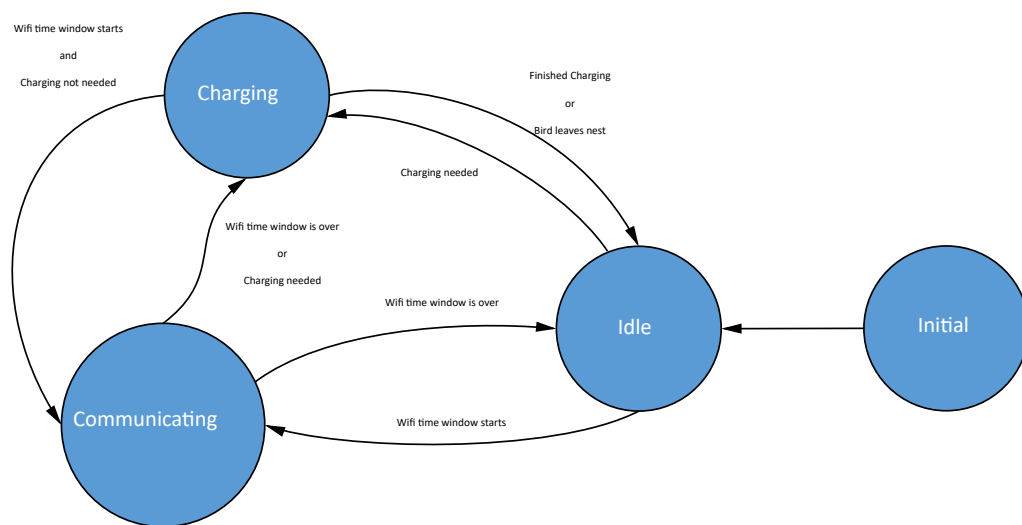 Wifi time window starts
and
Charging not needed
Charging
Finished Charging
or
Bird leaves nest
Charging needed
Wifi time window is over
or
Charging needed
Wifi time window is over
Idle
Initial
Communicating
Wifi time window starts